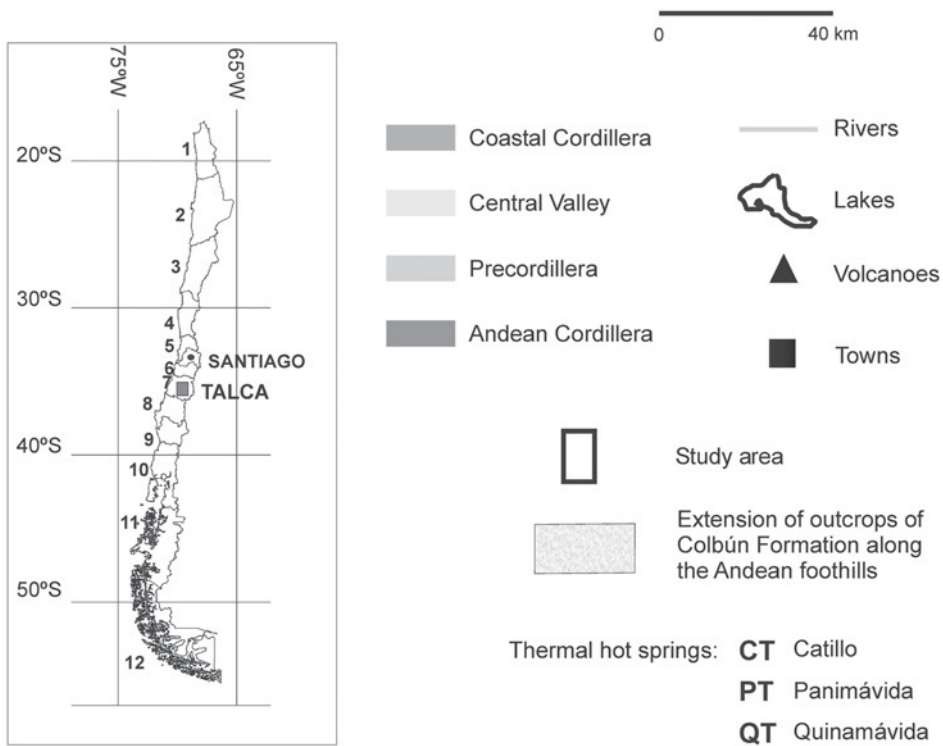 0 40 km
75ºW 65ºW
20ºS
30ºS
40ºS
50ºS
1
2
3
4
5
6
7
8
9
10
11
12
SANTIAGO
TALCA
Coastal Cordillera
Central Valley
Precordillera
Andean Cordillera
Rivers
Lakes
Volcanoes
Towns
Study area
Extension of outcrops of
Colbún Formation along
the Andean foothills
Thermal hot springs: CT Catillo
PT Panimávida
QT Quinamávida